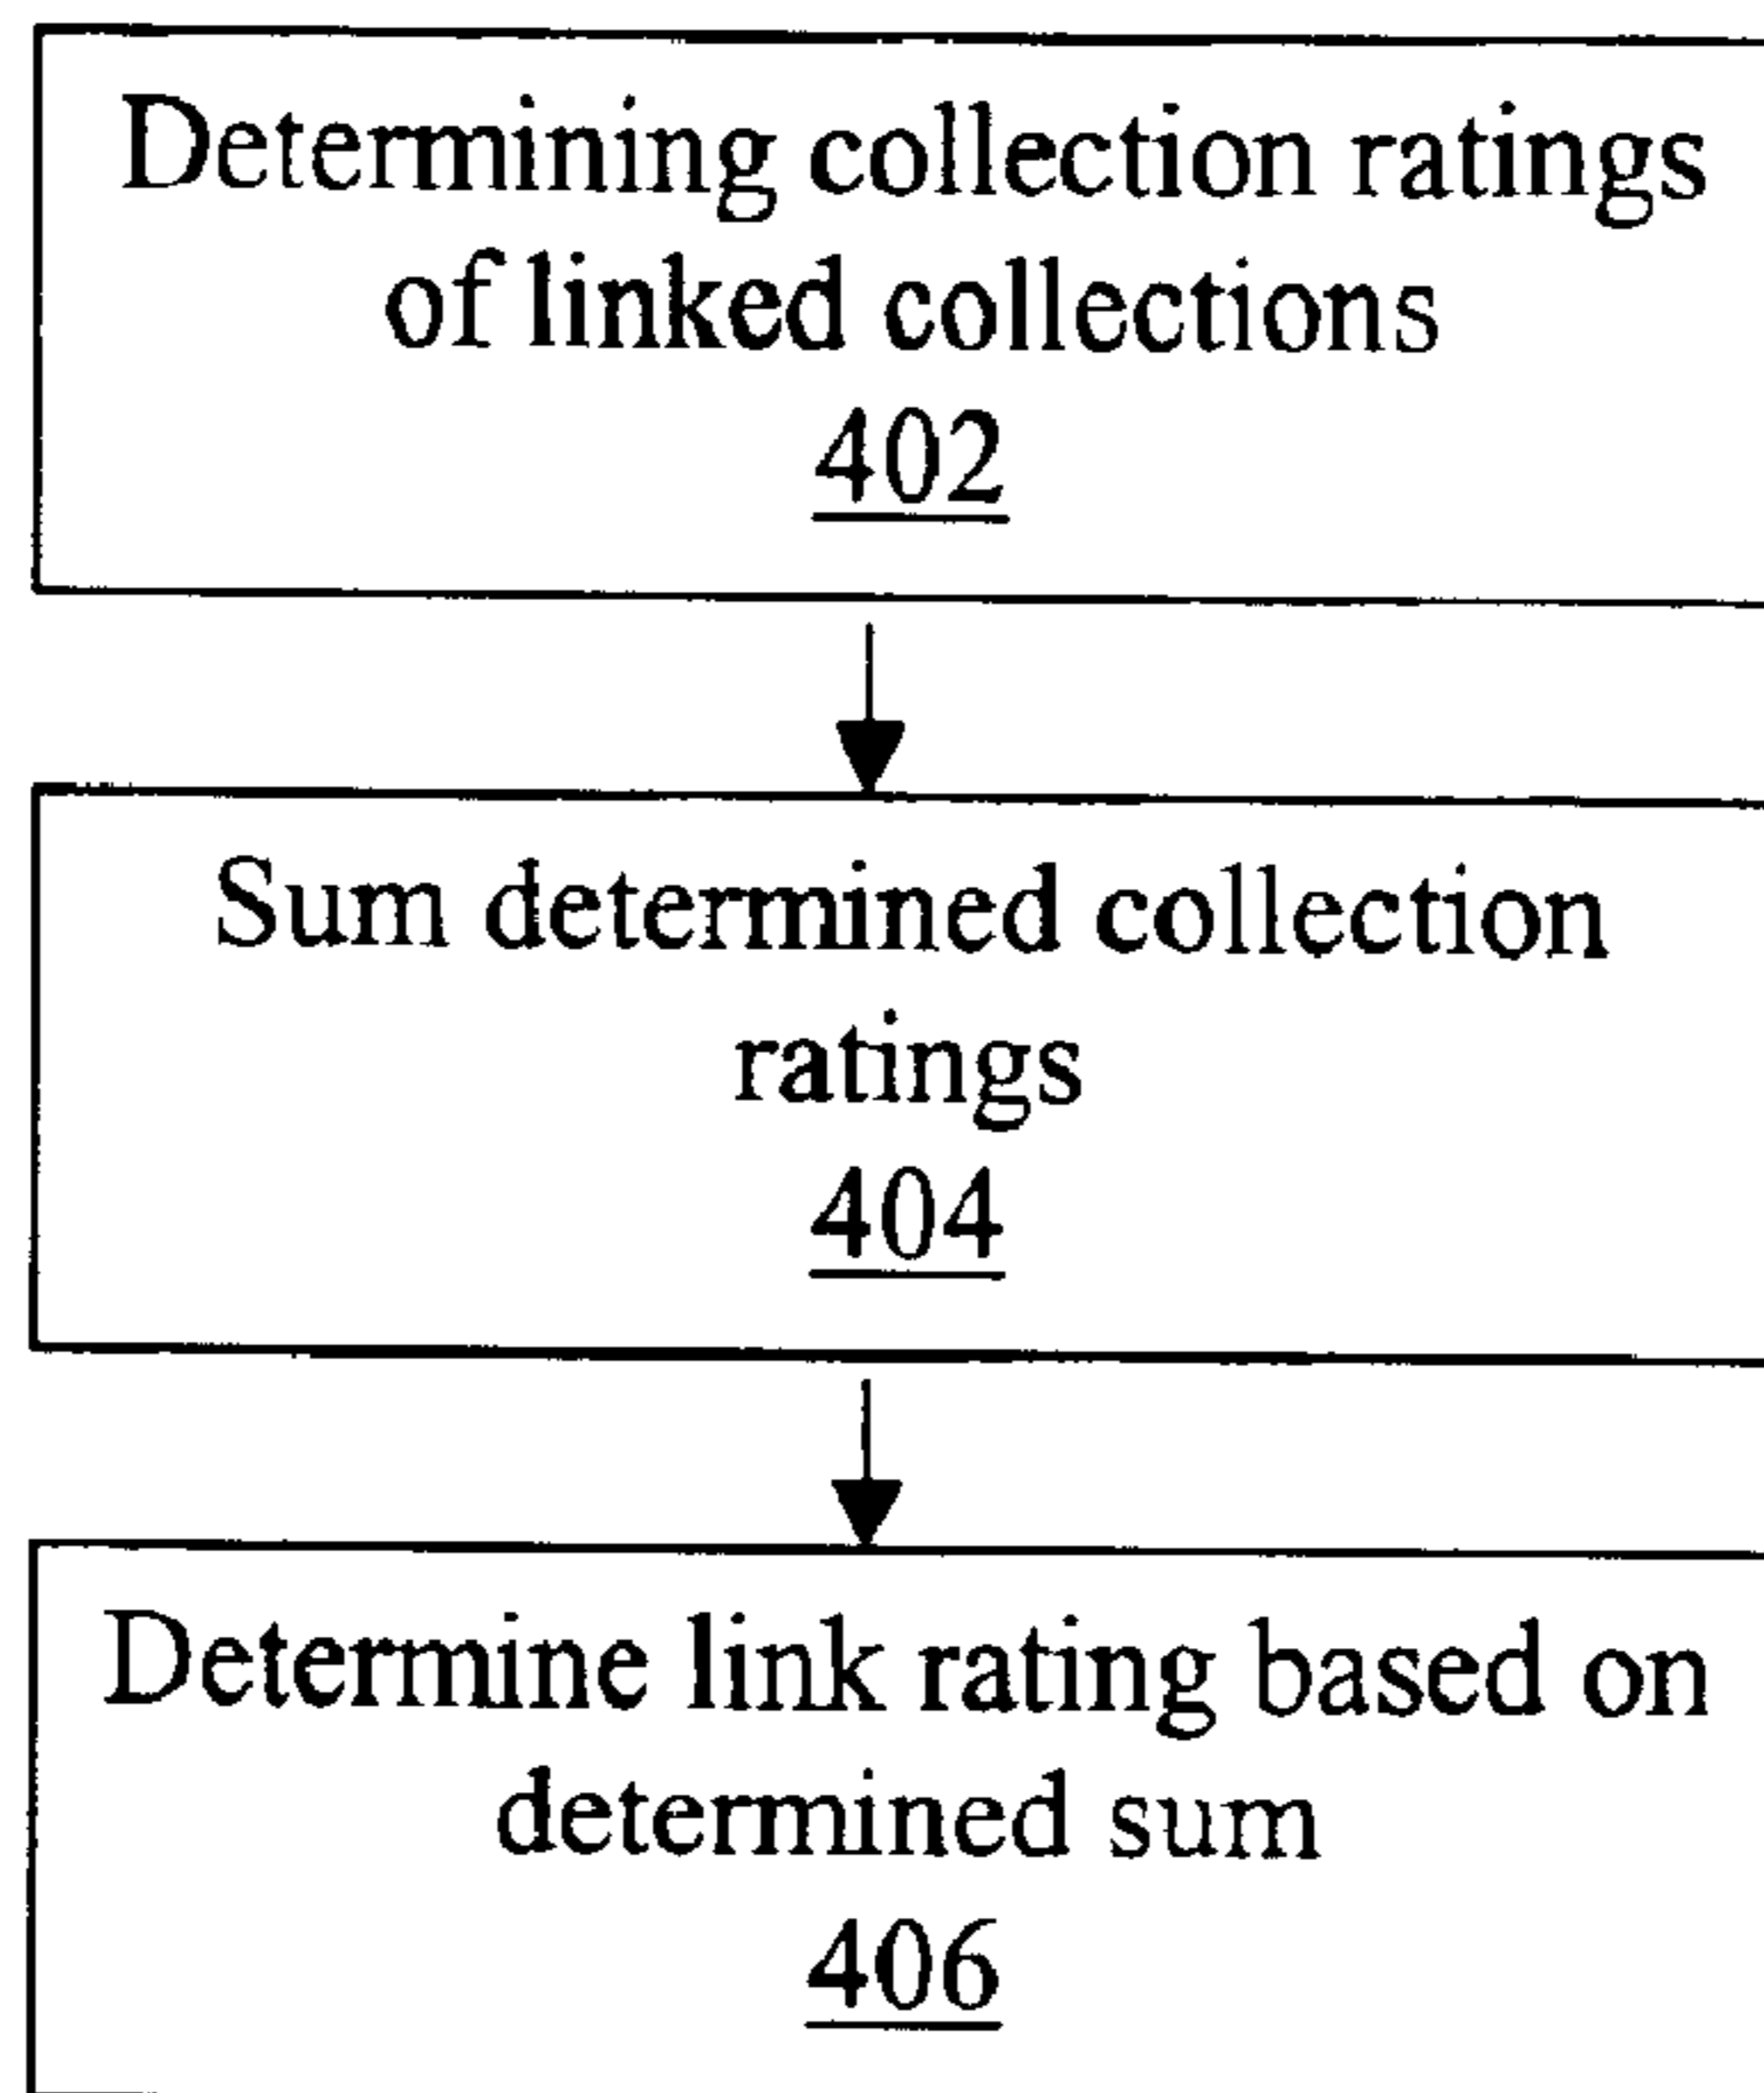 Determining collection ratings
of linked collections
402
Sum determined collection
ratings
404
Determine link rating based on
determined sum
406